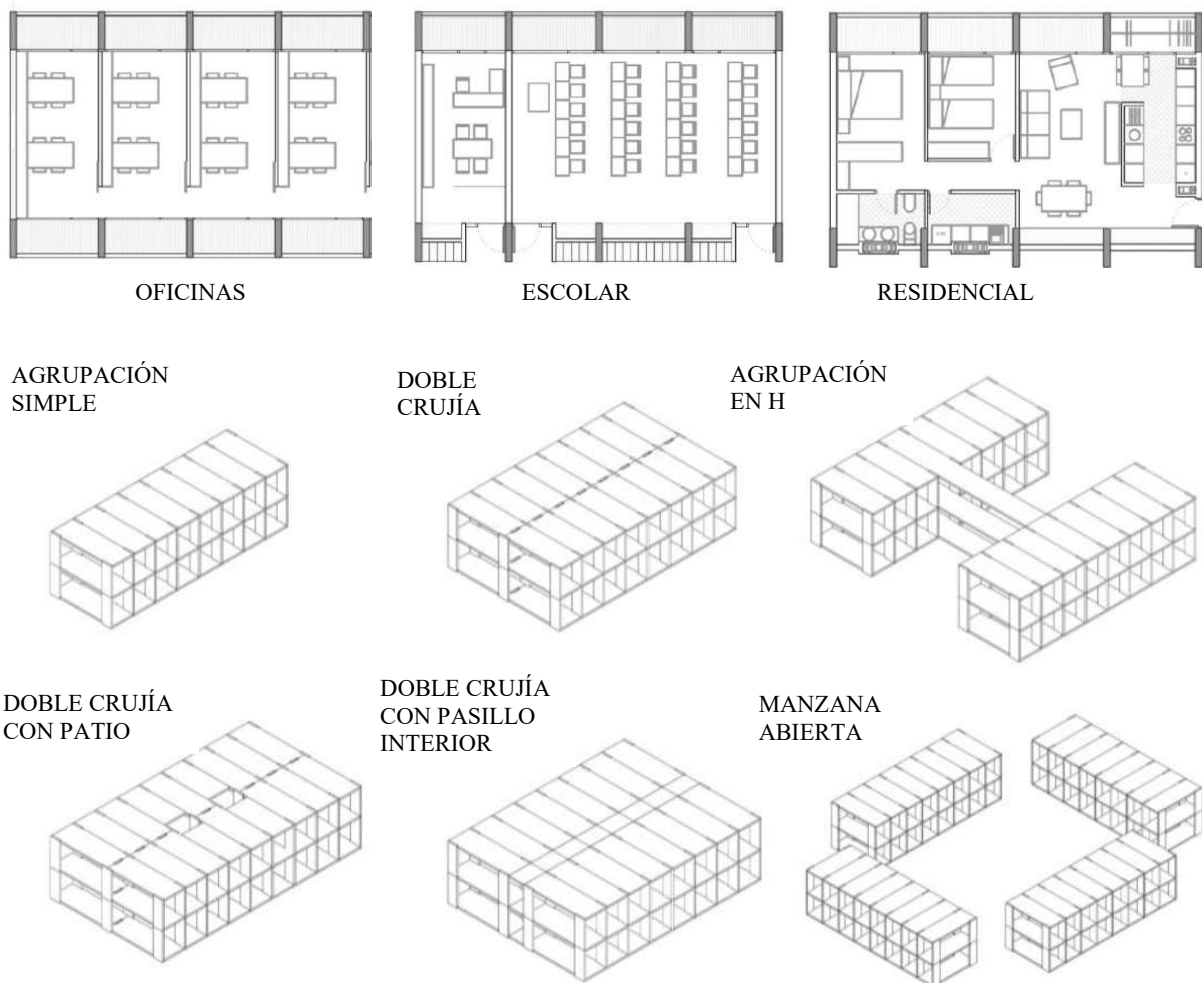 OFICINAS
ESCOLAR
RESIDENCIAL
AGRUPACIÓN
SIMPLE
DOBLE
CRUJÍA
AGRUPACIÓN
EN H
DOBLE CRUJÍA
CON PATIO
DOBLE CRUJÍA
CON PASILLO
INTERIOR
MANZANA
ABIERTA